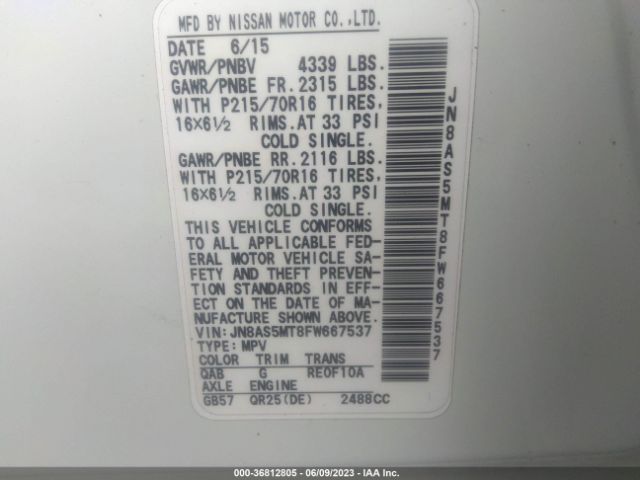 MFD BY NISSAN MOTOR CO.,LTD.
DATE 6/15
GVWR/PNBV 4339 LBS.
GAWR/PNBE FR. 2315 LBS.
WITH P215/70R16 TIRES,
16X6½ RIMS. AT 33 PSI
COLD SINGLE.
GAWR/PNBE RR. 2116 LBS.
WITH P215/70R16 TIRES,
16X6½ RIMS. AT 33 PSI
COLD SINGLE.
THIS VEHICLE CONFORMS
TO ALL APPLICABLE FED-
ERAL MOTOR VEHICLE SA-
FETY AND THEFT PREVEN-
TION STANDARDS IN EFF-
ECT ON THE DATE OF MA-
NUFACTURE SHOWN ABOVE.
VIN: JN8AS5MT8FW667537
TYPE: MPV
COLOR TRIM TRANS
QAB G RE0F10A
AXLE ENGINE
GB57 QR25(DE) 2488CC
JN8AS5MT8FW667537
000-36812805 - 06/09/2023 - IAA Inc.